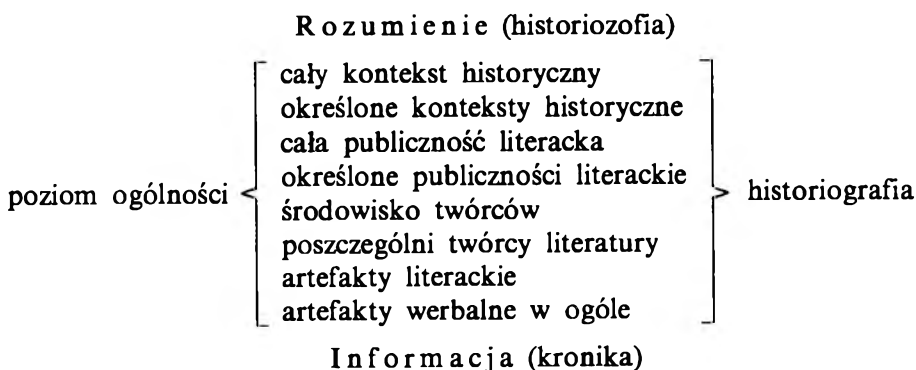 Rozumienie (historiozofia)
cały kontekst historyczny
określone konteksty historyczne
cała publiczność literacka
określone publiczności literackie
poziom ogólności
historiografia
środowisko twórców
poszczególni twórcy literatury
artefakty literackie
artefakty werbalne w ogóle
Informacja (kronika)